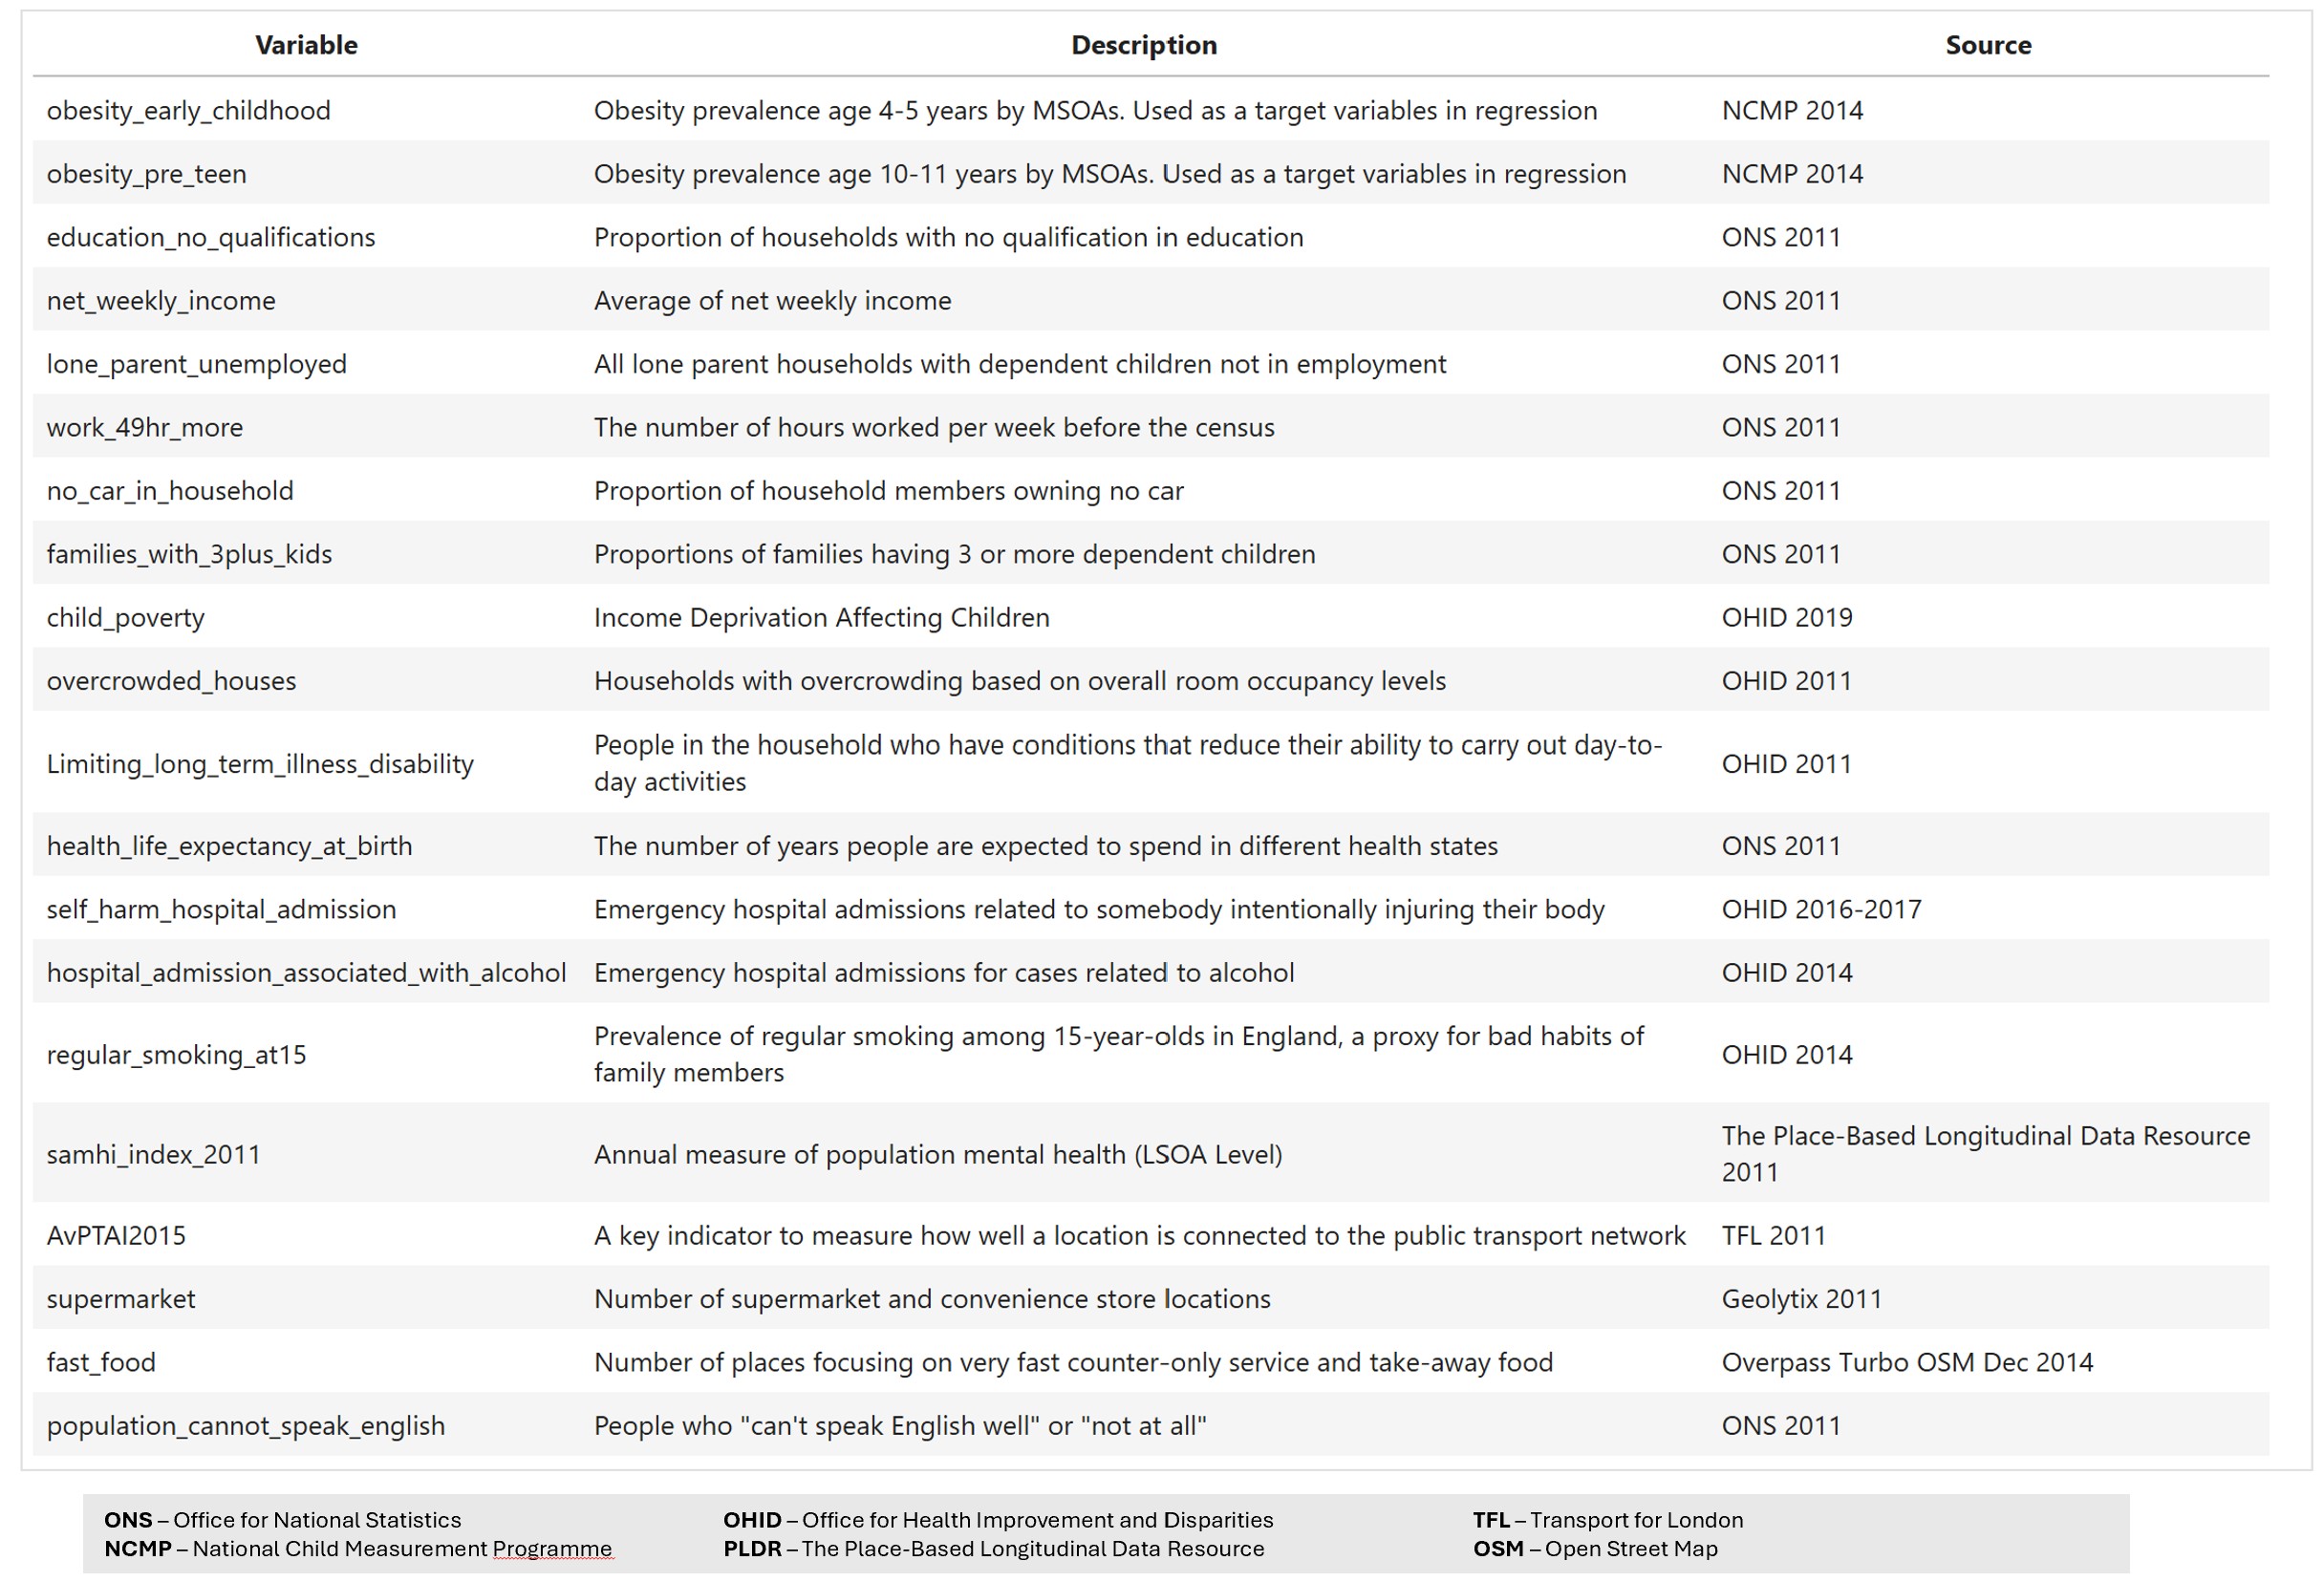 Variable Description Source
obesity_early_childhood Obesity prevalence age 4-5 years by MSOAs. Used as a target variables in regression NCMP 2014
obesity_pre_teen Obesity prevalence age 10-11 years by MSOAs. Used as a target variables in regression NCMP 2014
education_no_qualifications Proportion of households with no qualification in education ONS 2011
net_weekly_income Average of net weekly income ONS 2011
lone_parent_unemployed All lone parent households with dependent children not in employment ONS 2011
work_49hr_more The number of hours worked per week before the census ONS 2011
no_car_in_household Proportion of household members owning no car ONS 2011
families_with_3plus_kids Proportions of families having 3 or more dependent children ONS 2011
child_poverty Income Deprivation Affecting Children OHID 2019
overcrowded_houses Households with overcrowding based on overall room occupancy levels OHID 2011
Limiting_long_term_illness_disability People in the household who have conditions that reduce their ability to carry out day-to-
day activities OHID 2011
health_life_expectancy_at_birth The number of years people are expected to spend in different health states ONS 2011
self_harm_hospital_admission Emergency hospital admissions related to somebody intentionally injuring their body OHID 2016-2017
hospital_admission_associated_with_alcohol Emergency hospital admissions for cases related to alcohol OHID 2014
regular_smoking_at15 Prevalence of regular smoking among 15-year-olds in England, a proxy for bad habits of
family members OHID 2014
samhi_index_2011 Annual measure of population mental health (LSOA Level) The Place-Based Longitudinal Data Resource
2011
AvPTAI2015 A key indicator to measure how well a location is connected to the public transport network TFL 2011
supermarket Number of supermarket and convenience store locations Geolytix 2011
fast_food Number of places focusing on very fast counter-only service and take-away food Overpass Turbo OSM Dec 2014
population_cannot_speak_english People who "can't speak English well" or "not at all" ONS 2011
ONS – Office for National Statistics OHID – Office for Health Improvement and Disparities TFL – Transport for London
NCMP – National Child Measurement Programme PLDR – The Place-Based Longitudinal Data Resource OSM – Open Street Map